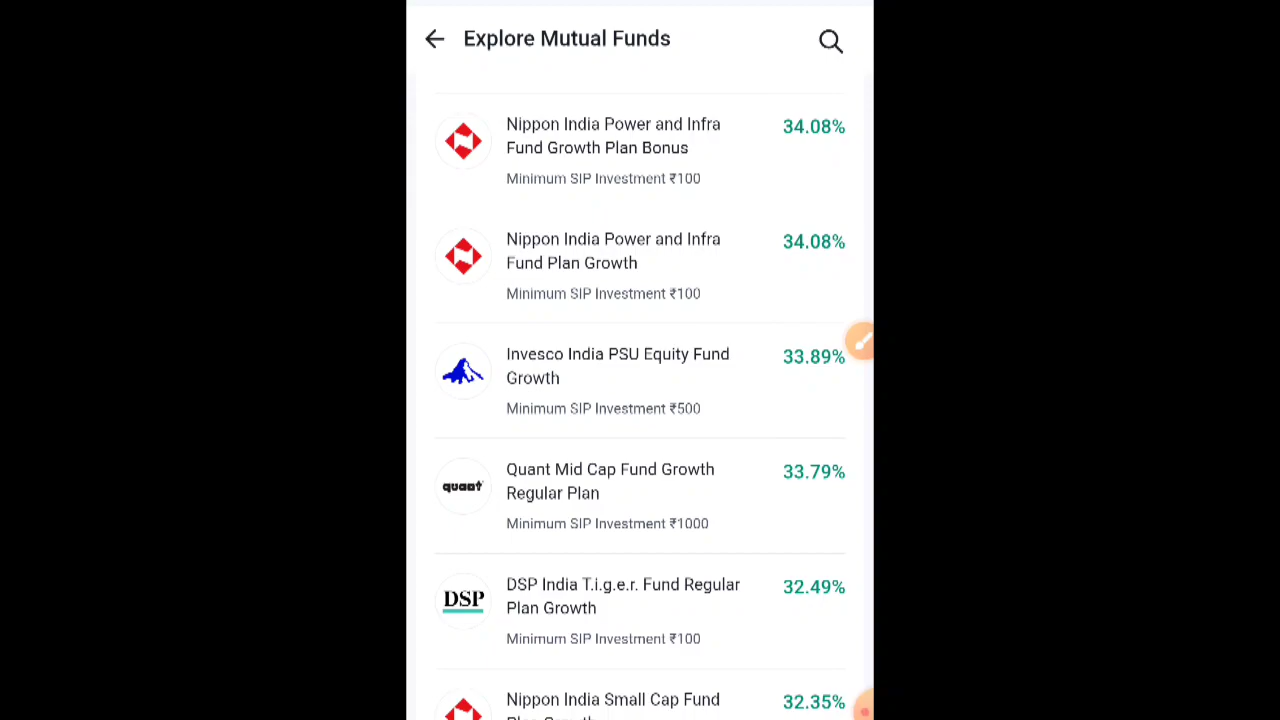 Explore Mutual Funds
Nippon India Power and Infra
Fund Growth Plan Bonus
34.08%
Minimum SIP Investment ₹100
Nippon India Power and Infra
Fund Plan Growth
34.08%
Minimum SIP Investment ₹100
Invesco India PSU Equity Fund
Growth
33.89%
Minimum SIP Investment ₹500
quant
Quant Mid Cap Fund Growth
Regular Plan
33.79%
Minimum SIP Investment ₹1000
DSP
DSP India T.i.g.e.r. Fund Regular
Plan Growth
32.49%
Minimum SIP Investment ₹100
Nippon India Small Cap Fund
32.35%